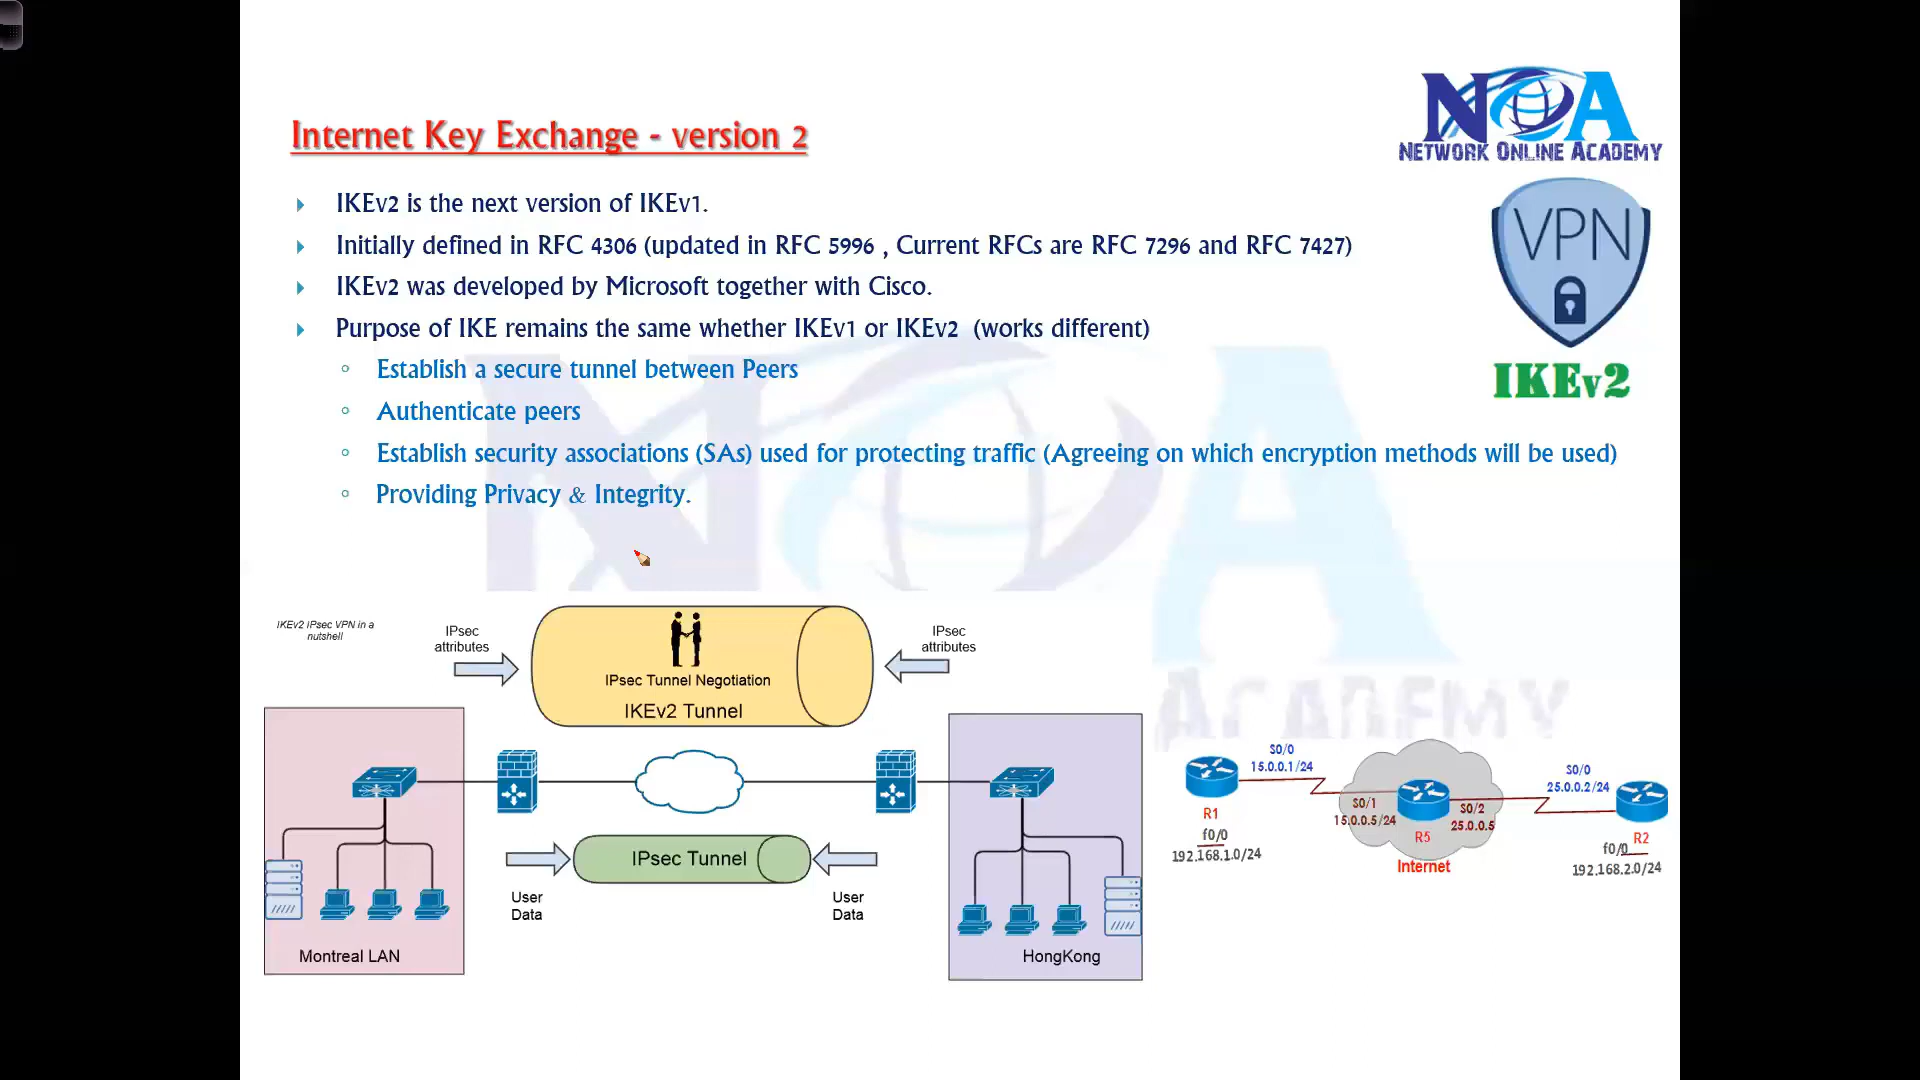 NOA
NETWORK ONLINE ACADEMY
Internet Key Exchange - version 2
IKEv2 is the next version of IKEv1.
Initially defined in RFC 4306 (updated in RFC 5996 , Current RFCs are RFC 7296 and RFC 7427)
IKEv2 was developed by Microsoft together with Cisco.
Purpose of IKE remains the same whether IKEv1 or IKEv2 (works different)
Establish a secure tunnel between Peers
Authenticate peers
Establish security associations (SAs) used for protecting traffic (Agreeing on which encryption methods will be used)
Providing Privacy & Integrity.
VPN
IKEv2
NOA
ACADEMY
IKEv2 IPsec VPN in a
nutshell
IPsec
attributes
IPsec Tunnel Negotiation
IKEv2 Tunnel
IPsec
attributes
IPsec Tunnel
User
Data
User
Data
Montreal LAN
HongKong
S0/0
15.0.0.1/24
R1
f0/0
192.168.1.0/24
S0/1
15.0.0.5/24
R5
S0/2
25.0.0.5
Internet
S0/0
25.0.0.2/24
R2
f0/0
192.168.2.0/24